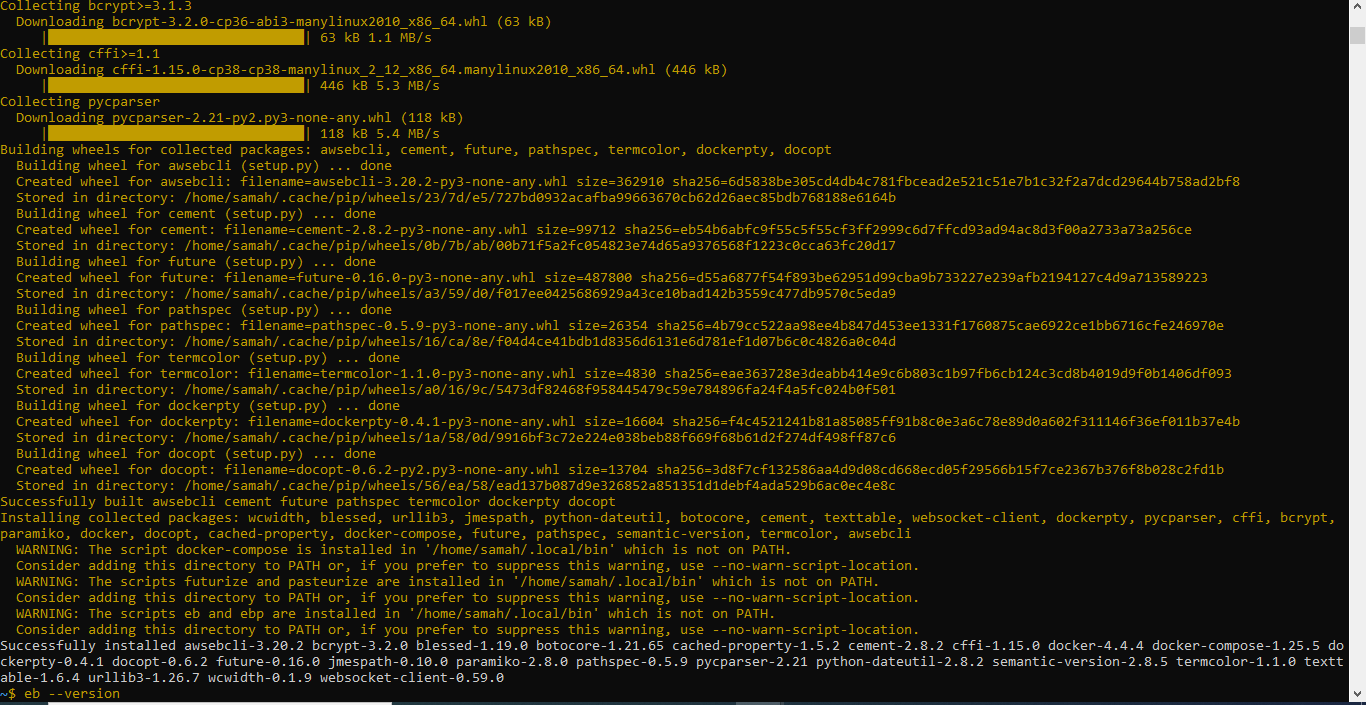 Collecting bcrypt>=3.1.3
Downloading bcrypt-3.2.0-cp36-abi3-manylinux2010_x86_64.whl (63 kB)
|████████████████████████████████| 63 kB 1.1 MB/s
Collecting cffi>=1.1
Downloading cffi-1.15.0-cp38-cp38-manylinux_2_12_x86_64.manylinux2010_x86_64.whl (446 kB)
|████████████████████████████████| 446 kB 5.3 MB/s
Collecting pycparser
Downloading pycparser-2.21-py2.py3-none-any.whl (118 kB)
|████████████████████████████████| 118 kB 5.4 MB/s
Building wheels for collected packages: awsebcli, cement, future, pathspec, termcolor, dockerpty, docopt
Building wheel for awsebcli (setup.py) ... done
Created wheel for awsebcli: filename=awsebcli-3.20.2-py3-none-any.whl size=362910 sha256=6d5838be305cd4db4c781fbcead2e521c51e7b1c32f2a7dcd29644b758ad2bf8
Stored in directory: /home/samah/.cache/pip/wheels/23/7d/e5/727bd0932acafba99663670cb62d26aec85bdb768188e6164b
Building wheel for cement (setup.py) ... done
Created wheel for cement: filename=cement-2.8.2-py3-none-any.whl size=99712 sha256=eb54b6abfc9f55c5f55cf3ff2999c6d7ffcd93ad94ac8d3f00a2733a73a256ce
Stored in directory: /home/samah/.cache/pip/wheels/0b/7b/ab/00b71f5a2fc054823e74d65a9376568f1223c0cca63fc20d17
Building wheel for future (setup.py) ... done
Created wheel for future: filename=future-0.16.0-py3-none-any.whl size=487800 sha256=d55a6877f54f893be62951d99cba9b733227e239afb2194127c4d9a713589223
Stored in directory: /home/samah/.cache/pip/wheels/a3/59/d0/f017ee0425686929a43ce10bad142b3559c477db9570c5eda9
Building wheel for pathspec (setup.py) ... done
Created wheel for pathspec: filename=pathspec-0.5.9-py3-none-any.whl size=26354 sha256=4b79cc522aa98ee4b847d453ee1331f1760875cae6922ce1bb6716cfe246970e
Stored in directory: /home/samah/.cache/pip/wheels/16/ca/8e/f04d4ce41bdb1d8356d6131e6d781ef1d07b6c0c4826a0c04d
Building wheel for termcolor (setup.py) ... done
Created wheel for termcolor: filename=termcolor-1.1.0-py3-none-any.whl size=4830 sha256=eae363728e3deabb414e9c6b803c1b97fb6cb124c3cd8b4019d9f0b1406df093
Stored in directory: /home/samah/.cache/pip/wheels/a0/16/9c/5473df82468f958445479c59e784896fa24f4a5fc024b0f501
Building wheel for dockerpty (setup.py) ... done
Created wheel for dockerpty: filename=dockerpty-0.4.1-py3-none-any.whl size=16604 sha256=f4c4521241b81a85085ff91b8c0e3a6c78e89d0a602f311146f36ef011b37e4b
Stored in directory: /home/samah/.cache/pip/wheels/1a/58/0d/9916bf3c72e224e038beb88f669f68b61d2f274df498ff87c6
Building wheel for docopt (setup.py) ... done
Created wheel for docopt: filename=docopt-0.6.2-py2.py3-none-any.whl size=13704 sha256=3d8f7cf132586aa4d9d08cd668ecd05f29566b15f7ce2367b376f8b028c2fd1b
Stored in directory: /home/samah/.cache/pip/wheels/56/ea/58/ead137b087d9e326852a851351d1debf4ada529b6ac0ec4e8c
Successfully built awsebcli cement future pathspec termcolor dockerpty docopt
Installing collected packages: wcwidth, blessed, urllib3, jmespath, python-dateutil, botocore, cement, texttable, websocket-client, dockerpty, pycparser, cffi, bcrypt,
paramiko, docker, docopt, cached-property, docker-compose, future, pathspec, semantic-version, termcolor, awsebcli
WARNING: The script docker-compose is installed in '/home/samah/.local/bin' which is not on PATH.
Consider adding this directory to PATH or, if you prefer to suppress this warning, use --no-warn-script-location.
WARNING: The scripts futurize and pasteurize are installed in '/home/samah/.local/bin' which is not on PATH.
Consider adding this directory to PATH or, if you prefer to suppress this warning, use --no-warn-script-location.
WARNING: The scripts eb and ebp are installed in '/home/samah/.local/bin' which is not on PATH.
Consider adding this directory to PATH or, if you prefer to suppress this warning, use --no-warn-script-location.
Successfully installed awsebcli-3.20.2 bcrypt-3.2.0 blessed-1.19.0 botocore-1.21.65 cached-property-1.5.2 cement-2.8.2 cffi-1.15.0 docker-4.4.4 docker-compose-1.25.5 do
ckerpty-0.4.1 docopt-0.6.2 future-0.16.0 jmespath-0.10.0 paramiko-2.8.0 pathspec-0.5.9 pycparser-2.21 python-dateutil-2.8.2 semantic-version-2.8.5 termcolor-1.1.0 textt
able-1.6.4 urllib3-1.26.7 wcwidth-0.1.9 websocket-client-0.59.0
~$ eb --version